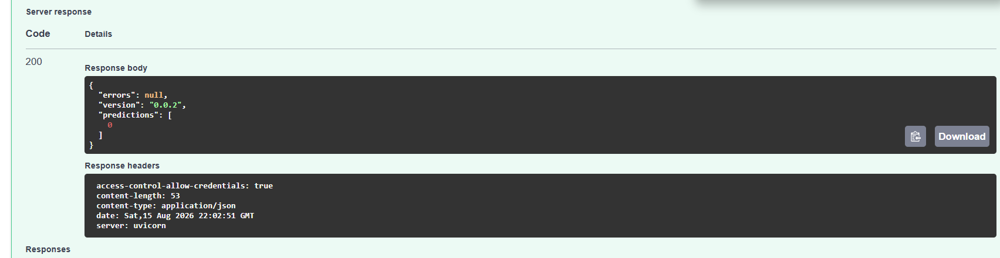 Server response
Code Details
200
Response body
{
"errors": null,
"version": "0.0.2",
"predictions": [
0
]
}
Download
Response headers
access-control-allow-credentials: true
content-length: 53
content-type: application/json
date: Sat,15 Aug 2026 22:02:51 GMT
server: uvicorn
Responses